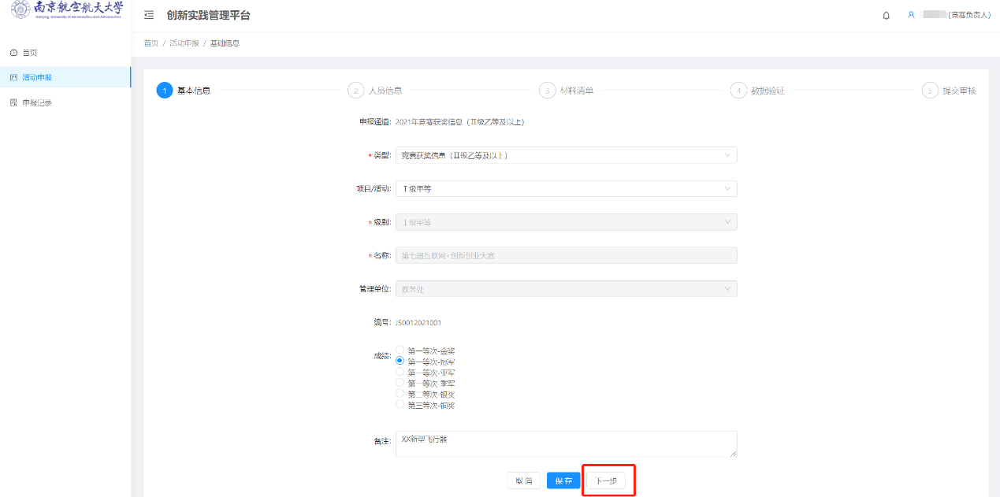 南京航空航天大学
Nanjing University of Aeronautics and Astronautics
创新实践管理平台
(竞赛负责人)
首页 / 活动申报 / 基础信息
首页
活动申报
申报记录
1 基本信息
2 人员信息
3 材料清单
4 数据验证
5 提交审核
申报通道: 2021年竞赛获奖信息（Ⅱ级乙等及以上）
* 类型: 竞赛获奖信息（Ⅱ级乙等及以上）
项目/活动: Ⅰ级甲等
* 级别: Ⅰ级甲等
* 名称: 第七届互联网+创新创业大赛
管理单位: 教务处
编号: JS0012021001
成绩: 第一等次-金奖
第一等次-冠军
第一等次-亚军
第一等次-季军
第二等次-银奖
第三等次-铜奖
备注: XX新型飞行器
取 消 保 存 下一步